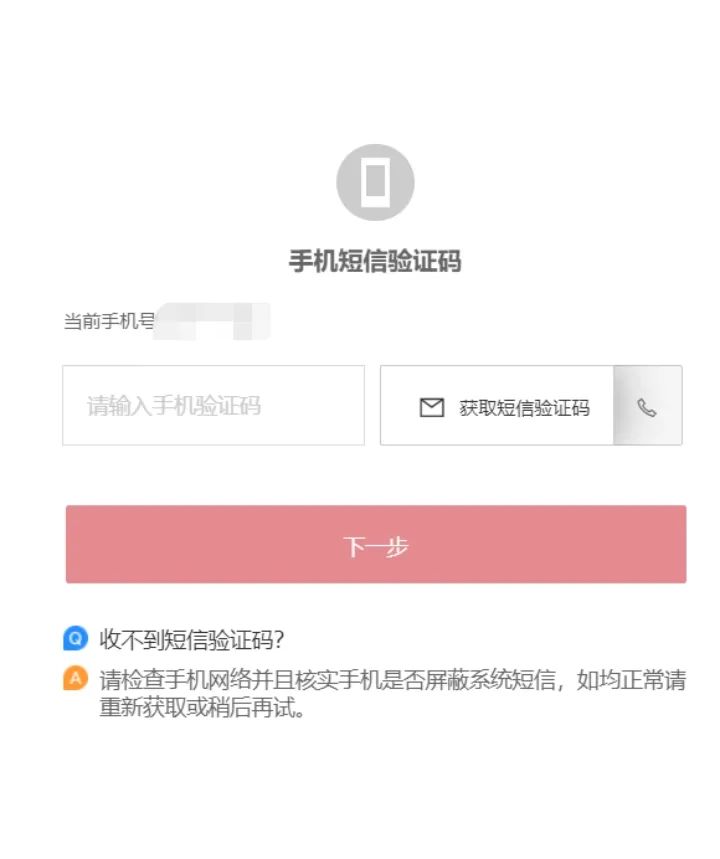 手机短信验证码
当前手机号
请输入手机验证码
获取短信验证码
下一步
Q 收不到短信验证码?
A 请检查手机网络并且核实手机是否屏蔽系统短信，如均正常请
重新获取或稍后再试。